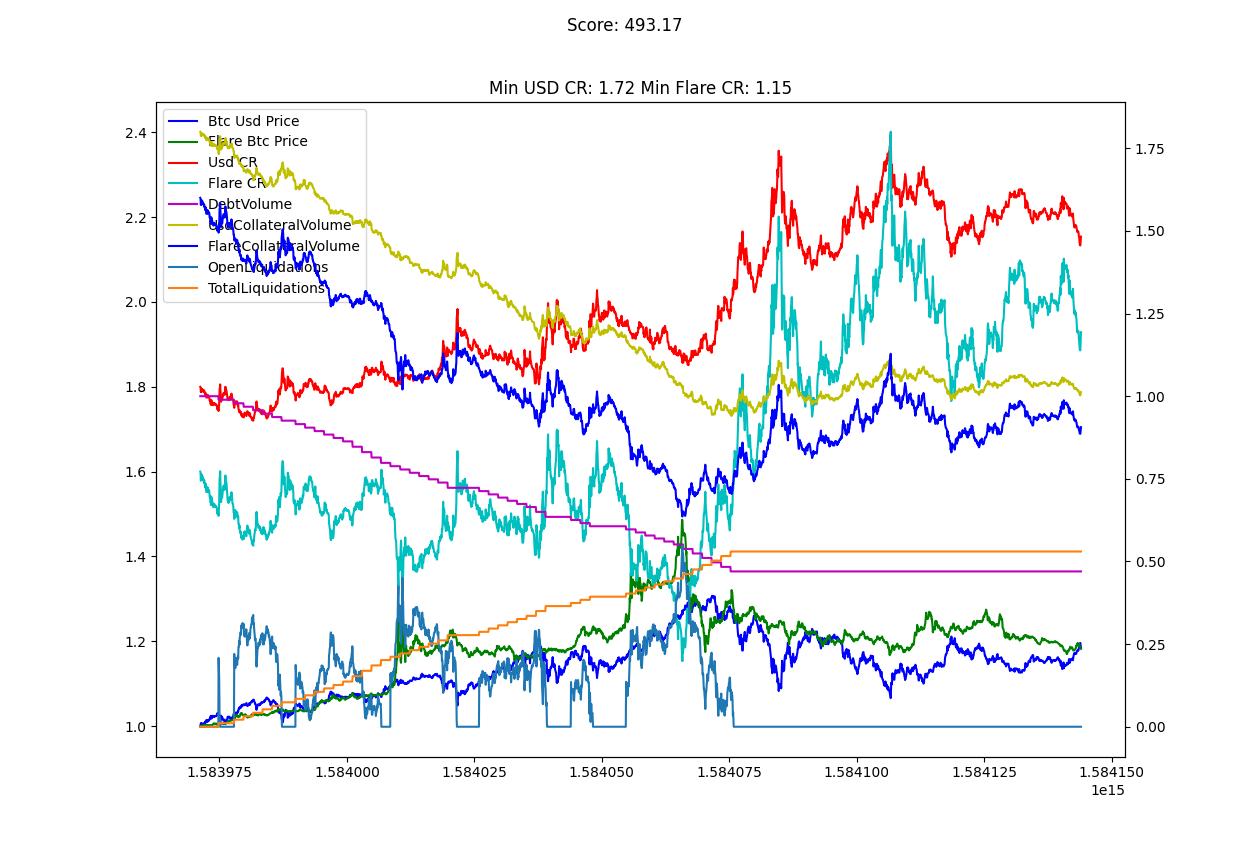 Score: 493.17
Min USD CR: 1.72 Min Flare CR: 1.15
Btc Usd Price
Flare Btc Price
Usd CR
Flare CR
DebtVolume
UsdCollateralVolume
FlareCollateralVolume
OpenLiquidations
TotalLiquidations
2.4
2.2
2.0
1.8
1.6
1.4
1.2
1.0
1.75
1.50
1.25
1.00
0.75
0.50
0.25
0.00
1.583975 1.584000 1.584025 1.584050 1.584075 1.584100 1.584125 1.584150
1e15